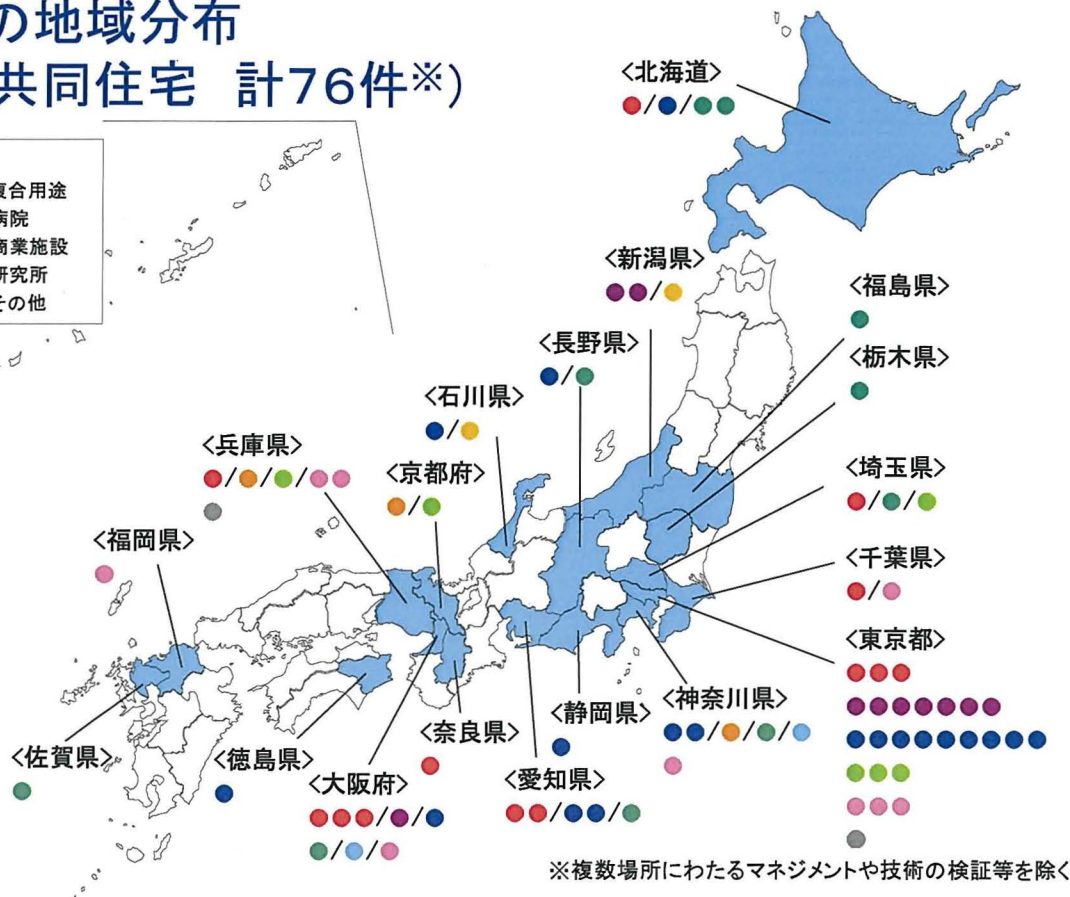 の地域分布
共同住宅 計76件※)
複合用途
病院
商業施設
研究所
その他
<北海道>
<新潟県>
<福島県>
<長野県>
<栃木県>
<石川県>
<兵庫県>
<京都府>
<埼玉県>
<福岡県>
<千葉県>
<東京都>
<神奈川県>
<静岡県>
<奈良県>
<佐賀県>
<徳島県>
<大阪府>
<愛知県>
※複数場所にわたるマネジメントや技術の検証等を除く